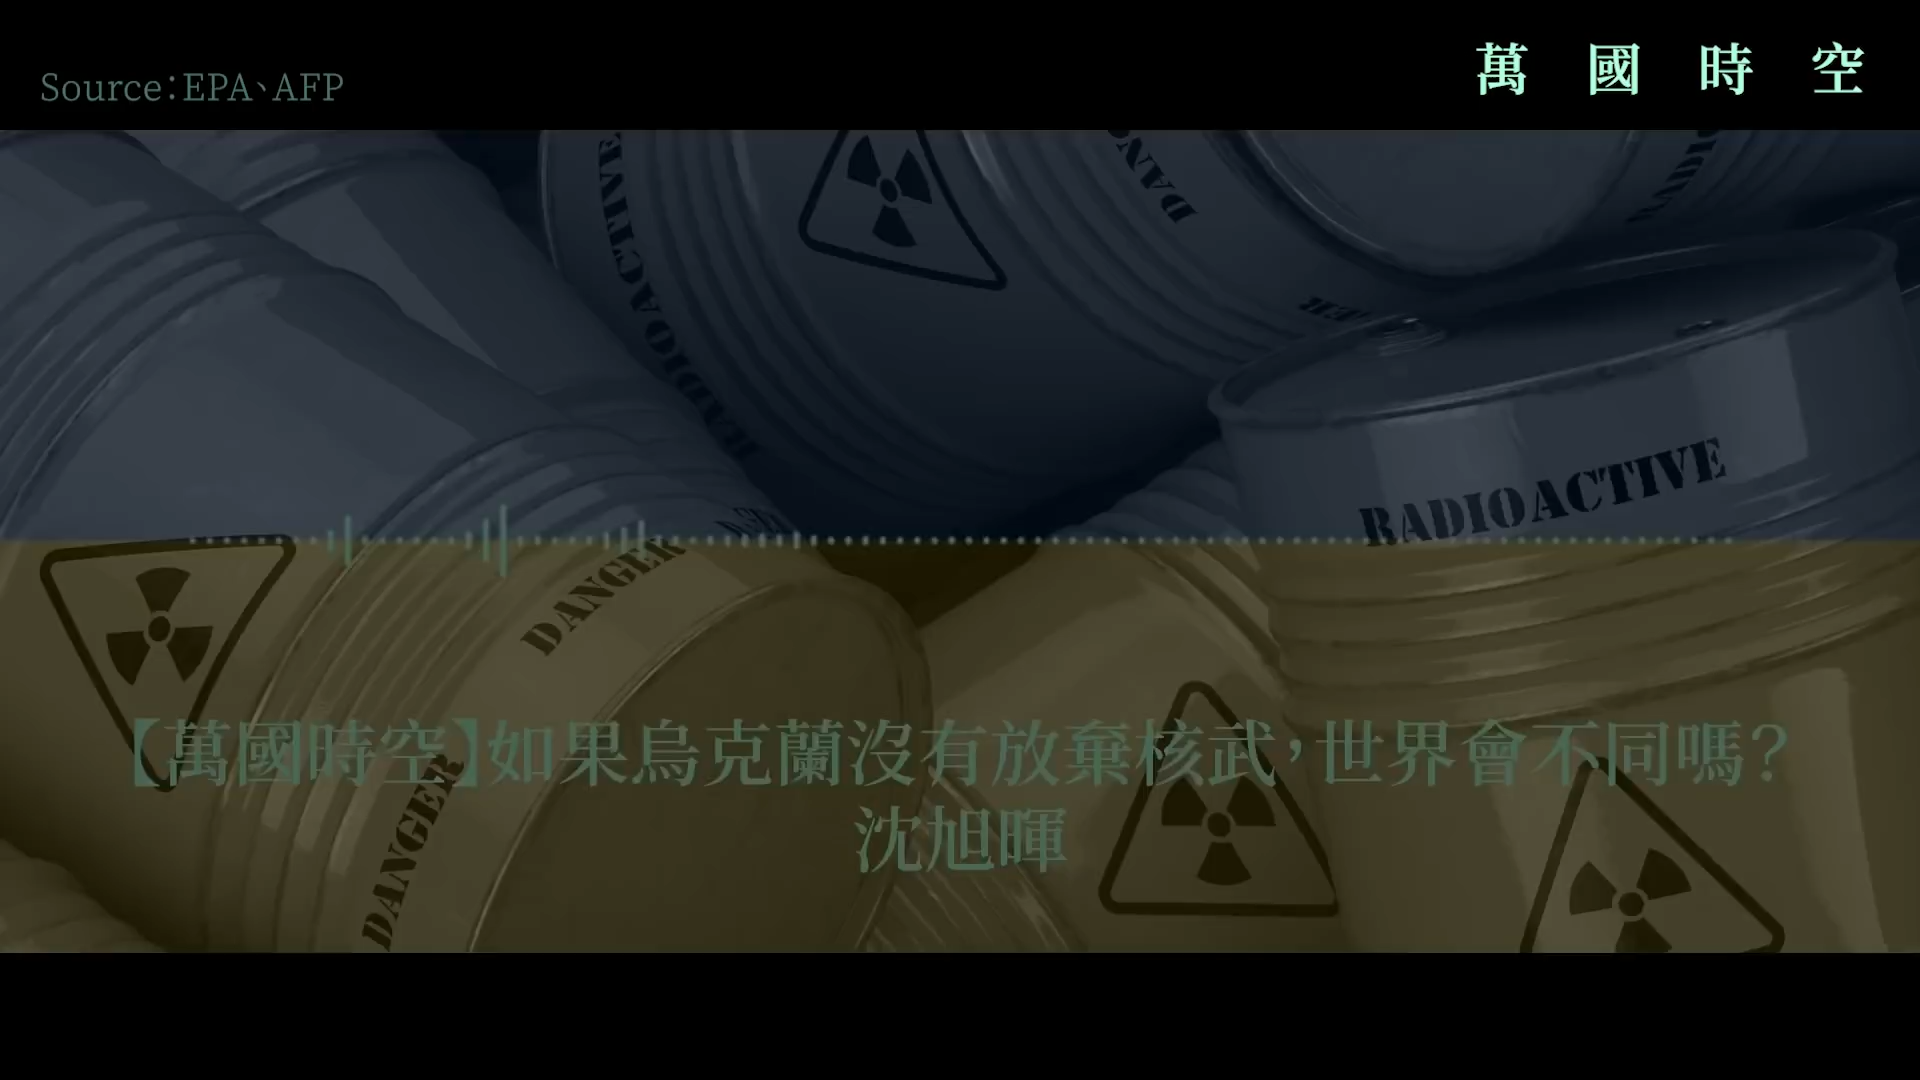 Source：EPA、AFP
萬國時空
RADIOACTIVE
DAN
RADIOACTIVE
DANGER
DANGER
【萬國時空】如果烏克蘭沒有放棄核武，世界會不同嗎？
沈旭暉